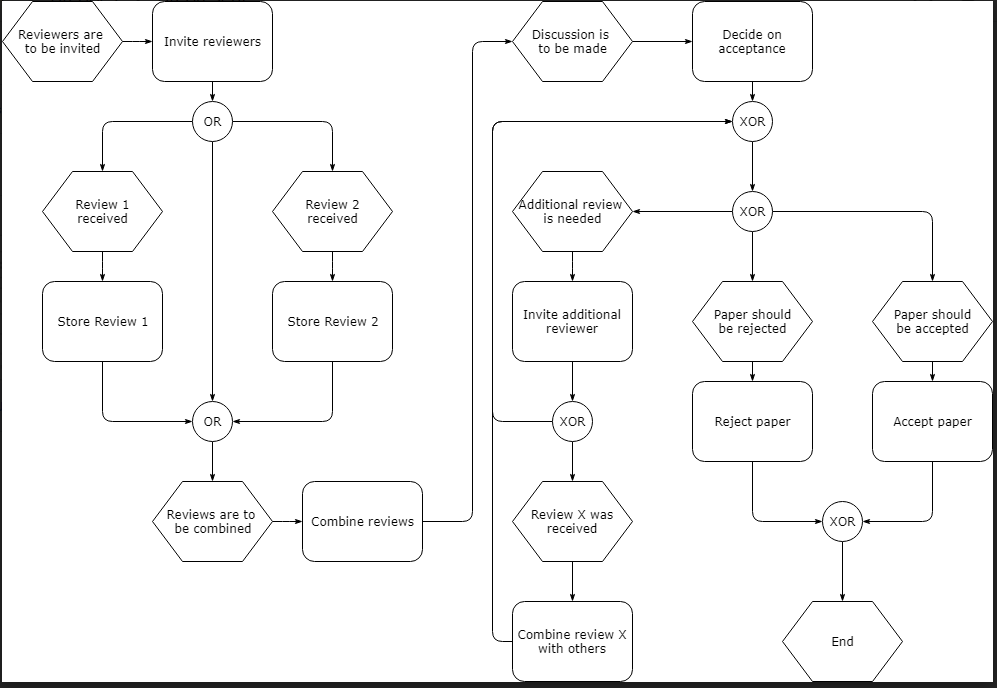 Reviewers are
to be invited
Invite reviewers
OR
Review 1
received
Review 2
received
Store Review 1
Store Review 2
OR
Reviews are to
be combined
Combine reviews
Discussion is
to be made
Decide on
acceptance
XOR
XOR
Additional review
is needed
Invite additional
reviewer
XOR
Review X was
received
Combine review X
with others
Paper should
be rejected
Paper should
be accepted
Reject paper
Accept paper
XOR
End